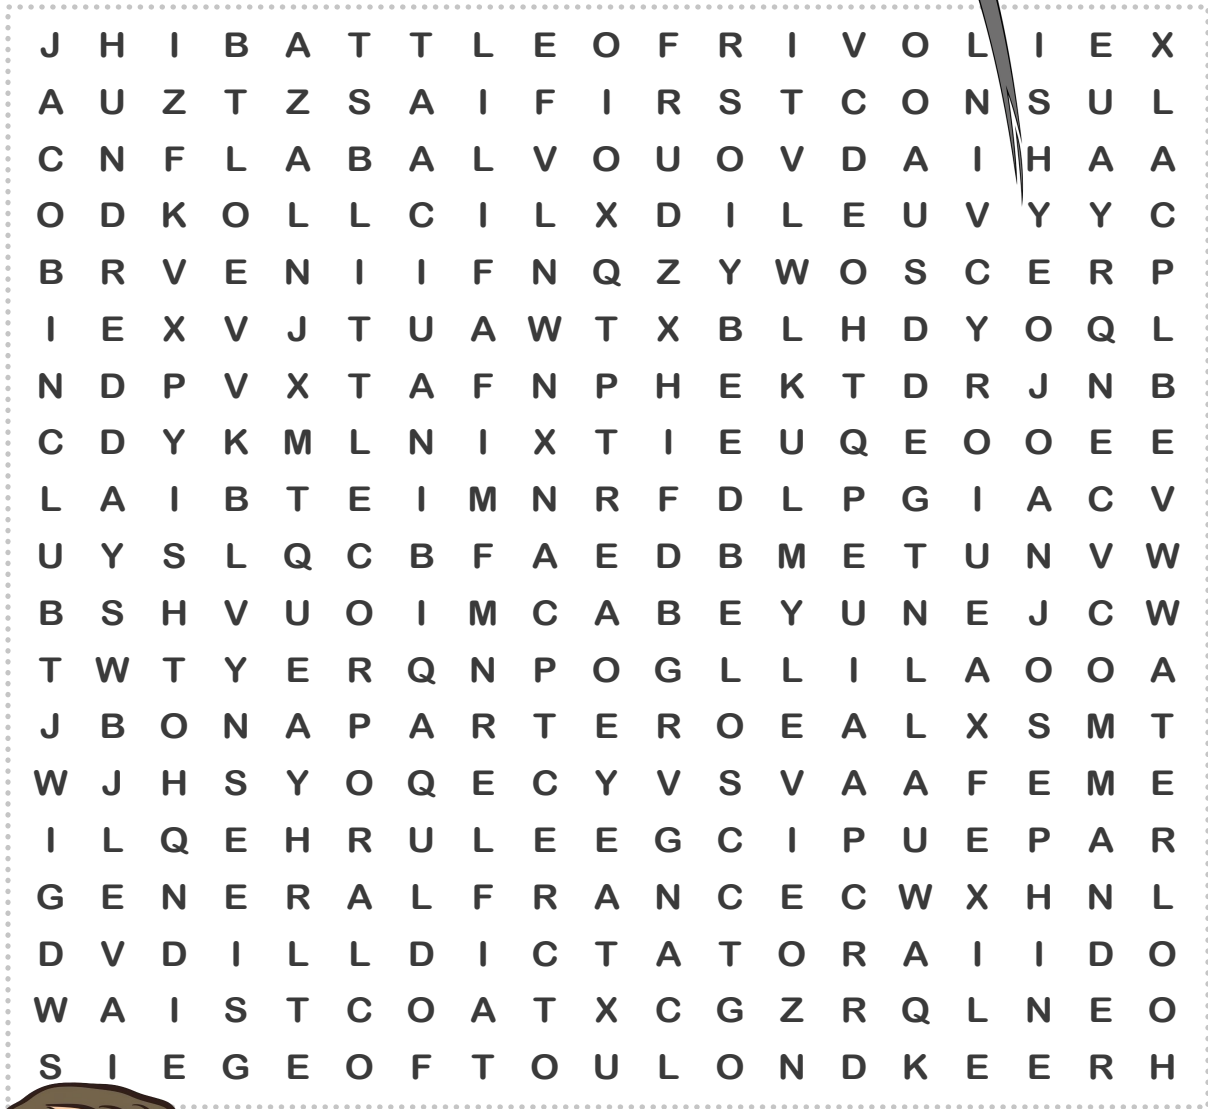 J H I B A T T L E O F R I V O L I E X
A U Z T Z S A I F I R S T C O N S U L
C N F L A B A L V O U O V D A I H A A
O D K O L L C I L X D I L E U V Y Y C
B R V E N I I F N Q Z Y W O S C E R P
I E X V J T U A W T X B L H D Y O Q L
N D P V X T A F N P H E K T D R J N B
C D Y K M L N I X T I E U Q E O O E E
L A I B T E I M N R F D L P G I A C V
U Y S L Q C B F A E D B M E T U N V W
B S H V U O I M C A B E Y U N E J C W
T W T Y E R Q N P O G L L I L A O O A
J B O N A P A R T E R O E A L X S M T
W J H S Y O Q E C Y V S V A A F E M E
I L Q E H R U L E E G C I P U E P A R
G E N E R A L F R A N C E C W X H N L
D V D I L L D I C T A T O R A I I D O
W A I S T C O A T X C G Z R Q L N E O
S I E G E O F T O U L O N D K E E R H